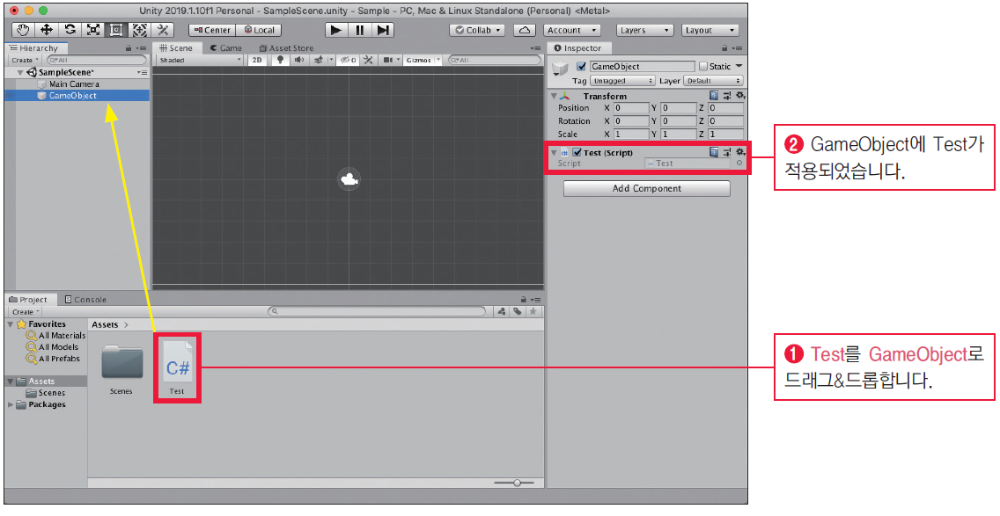 Unity 2019.1.10f1 Personal - SampleScene.unity - Sample - PC, Mac & Linux Standalone (Personal) <Metal>
Center Local Collab Account Layers Layout
Hierarchy
Create All
SampleScene*
Main Camera
GameObject
Scene Game Asset Store
Shaded 2D 0 Gizmos All
Inspector
GameObject Static
Tag Untagged Layer Default
Transform
Position X 0 Y 0 Z 0
Rotation X 0 Y 0 Z 0
Scale X 1 Y 1 Z 1
Test (Script)
Script Test
Add Component
❷ GameObject에 Test가
적용되었습니다.
Project Console
Create
Favorites
All Materials
All Models
All Prefabs
Assets
Scenes
Packages
Assets
Scenes
C#
Test
❶ Test를 GameObject로
드래그&드롭합니다.